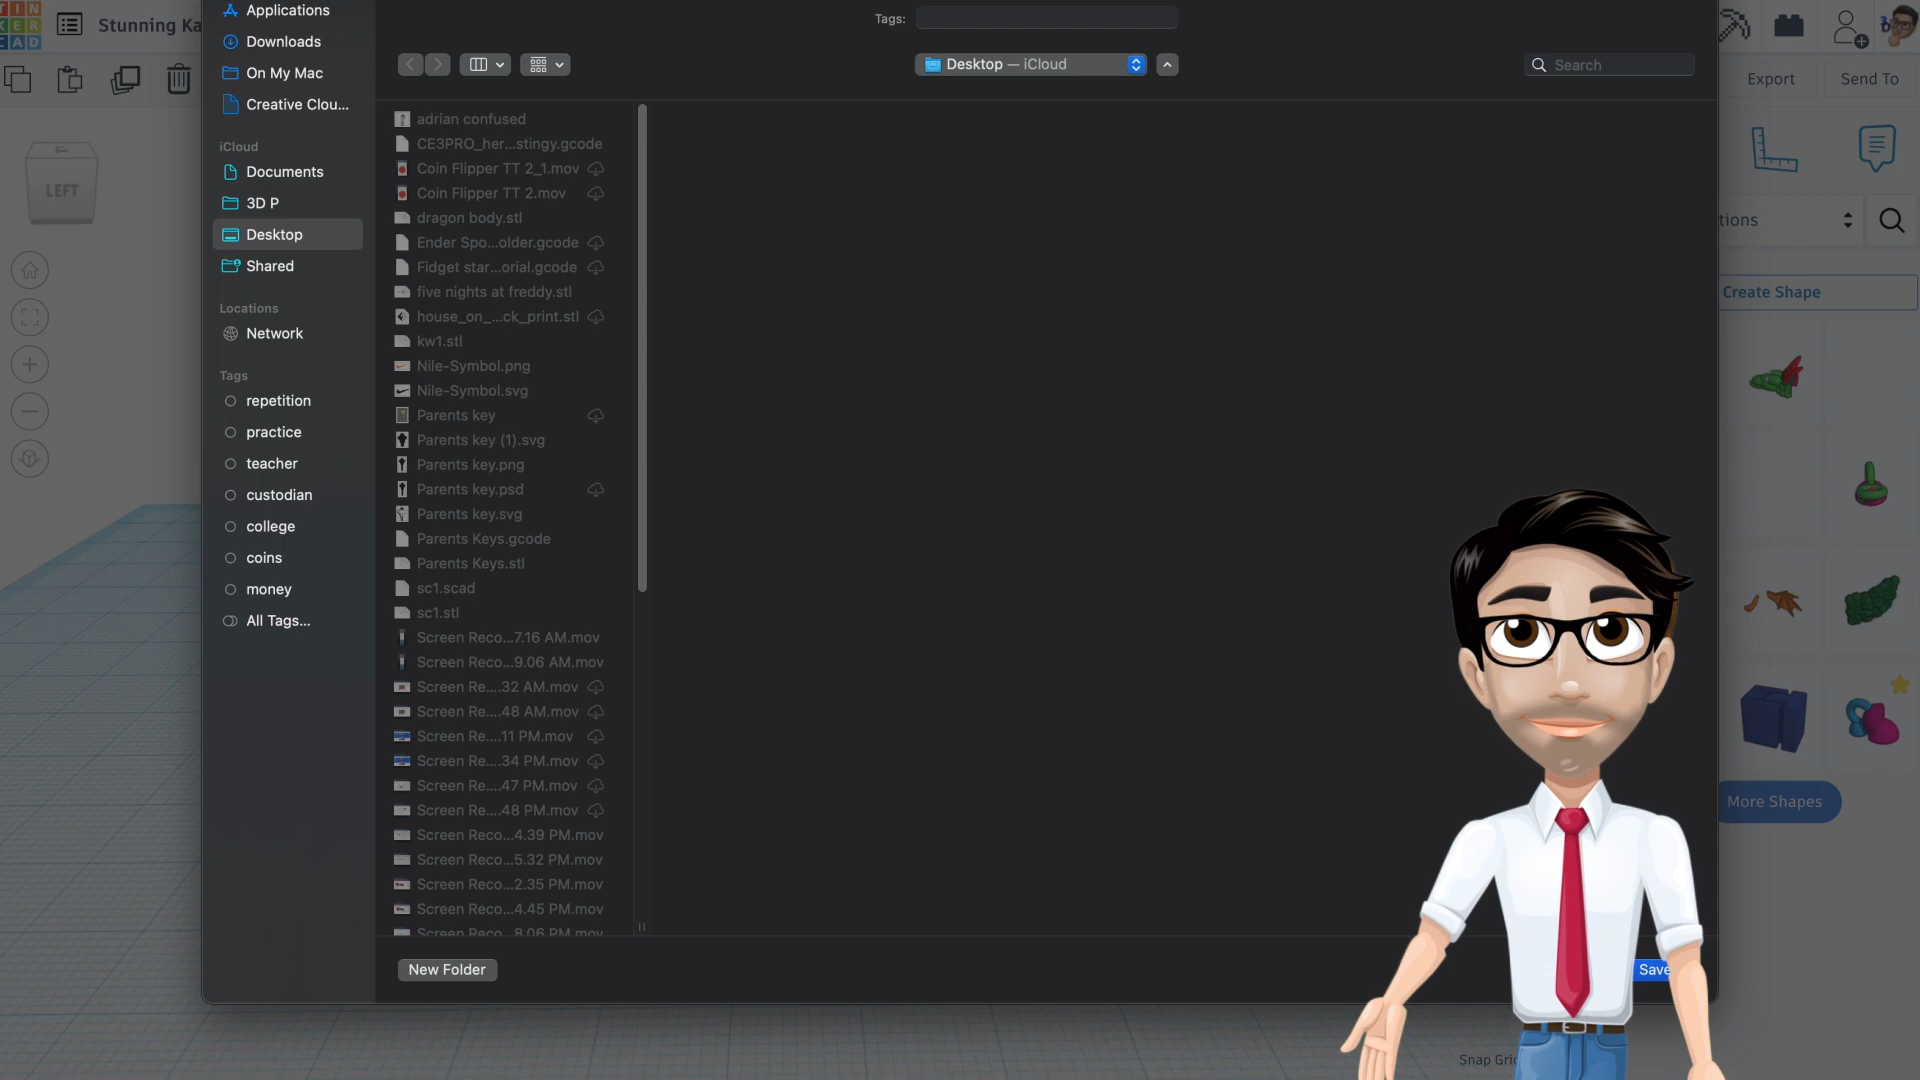 TIN
KER
CAD
Stunning Ka
Applications
Downloads
On My Mac
Creative Clou...
iCloud
Documents
3D P
Desktop
Shared
Locations
Network
Tags
repetition
practice
teacher
custodian
college
coins
money
All Tags...
LEFT
Tags:
Desktop — iCloud
Search
adrian confused
CE3PRO_her...stingy.gcode
Coin Flipper TT 2_1.mov
Coin Flipper TT 2.mov
dragon body.stl
Ender Spo...older.gcode
Fidget star...orial.gcode
five nights at freddy.stl
house_on_...ck_print.stl
kw1.stl
Nile-Symbol.png
Nile-Symbol.svg
Parents key
Parents key (1).svg
Parents key.png
Parents key.psd
Parents key.svg
Parents Keys.gcode
Parents Keys.stl
sc1.scad
sc1.stl
Screen Reco...7.16 AM.mov
Screen Reco...9.06 AM.mov
Screen Re....32 AM.mov
Screen Re....48 AM.mov
Screen Re....11 PM.mov
Screen Re....34 PM.mov
Screen Re....47 PM.mov
Screen Re....48 PM.mov
Screen Reco...4.39 PM.mov
Screen Reco...5.32 PM.mov
Screen Reco...2.35 PM.mov
Screen Reco...4.45 PM.mov
Screen Reco...8.06 PM.mov
New Folder
Save
Export
Send To
tions
Create Shape
More Shapes
Snap Gri